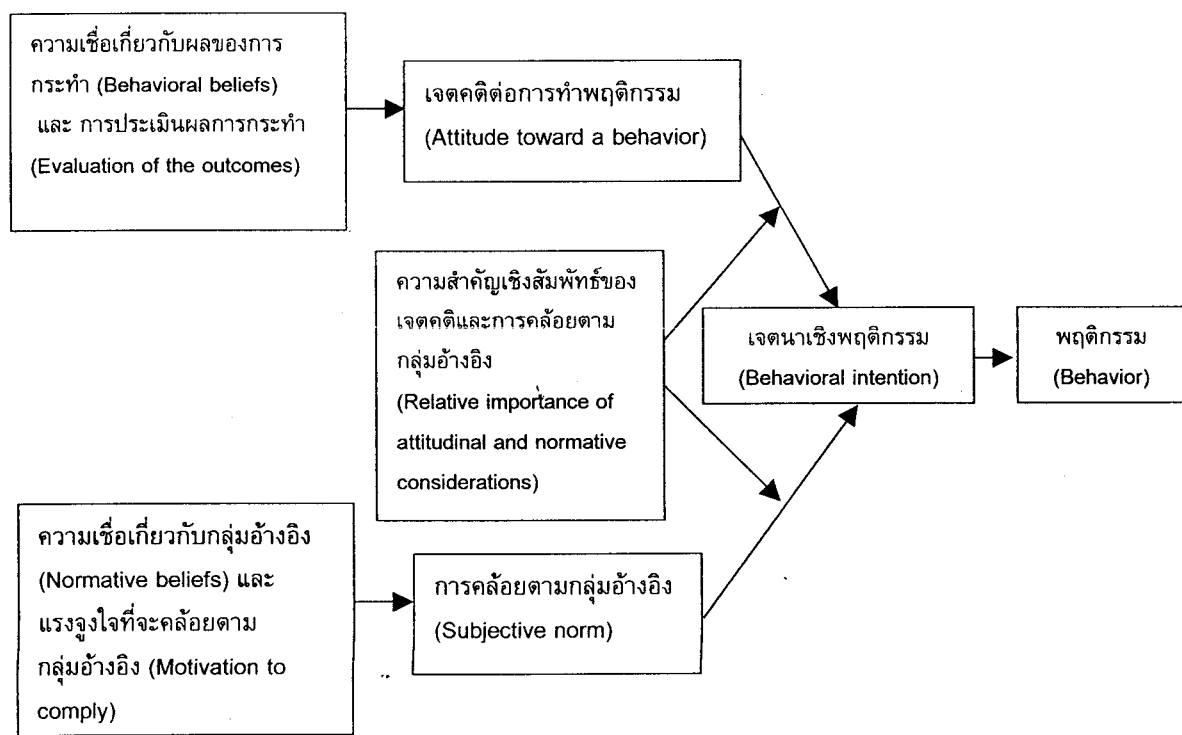 ความเชื่อเกี่ยวกับผลของการ
กระทำ (Behavioral beliefs)
และ การประเมินผลการกระทำ
(Evaluation of the outcomes)
เจตคติต่อการทำพฤติกรรม
(Attitude toward a behavior)
ความสำคัญเชิงสัมพัทธ์ของ
เจตคติและการคล้อยตาม
กลุ่มอ้างอิง
(Relative importance of
attitudinal and normative
considerations)
เจตนาเชิงพฤติกรรม
(Behavioral intention)
พฤติกรรม
(Behavior)
ความเชื่อเกี่ยวกับกลุ่มอ้างอิง
(Normative beliefs) และ
แรงจูงใจที่จะคล้อยตาม
กลุ่มอ้างอิง (Motivation to
comply)
การคล้อยตามกลุ่มอ้างอิง
(Subjective norm)